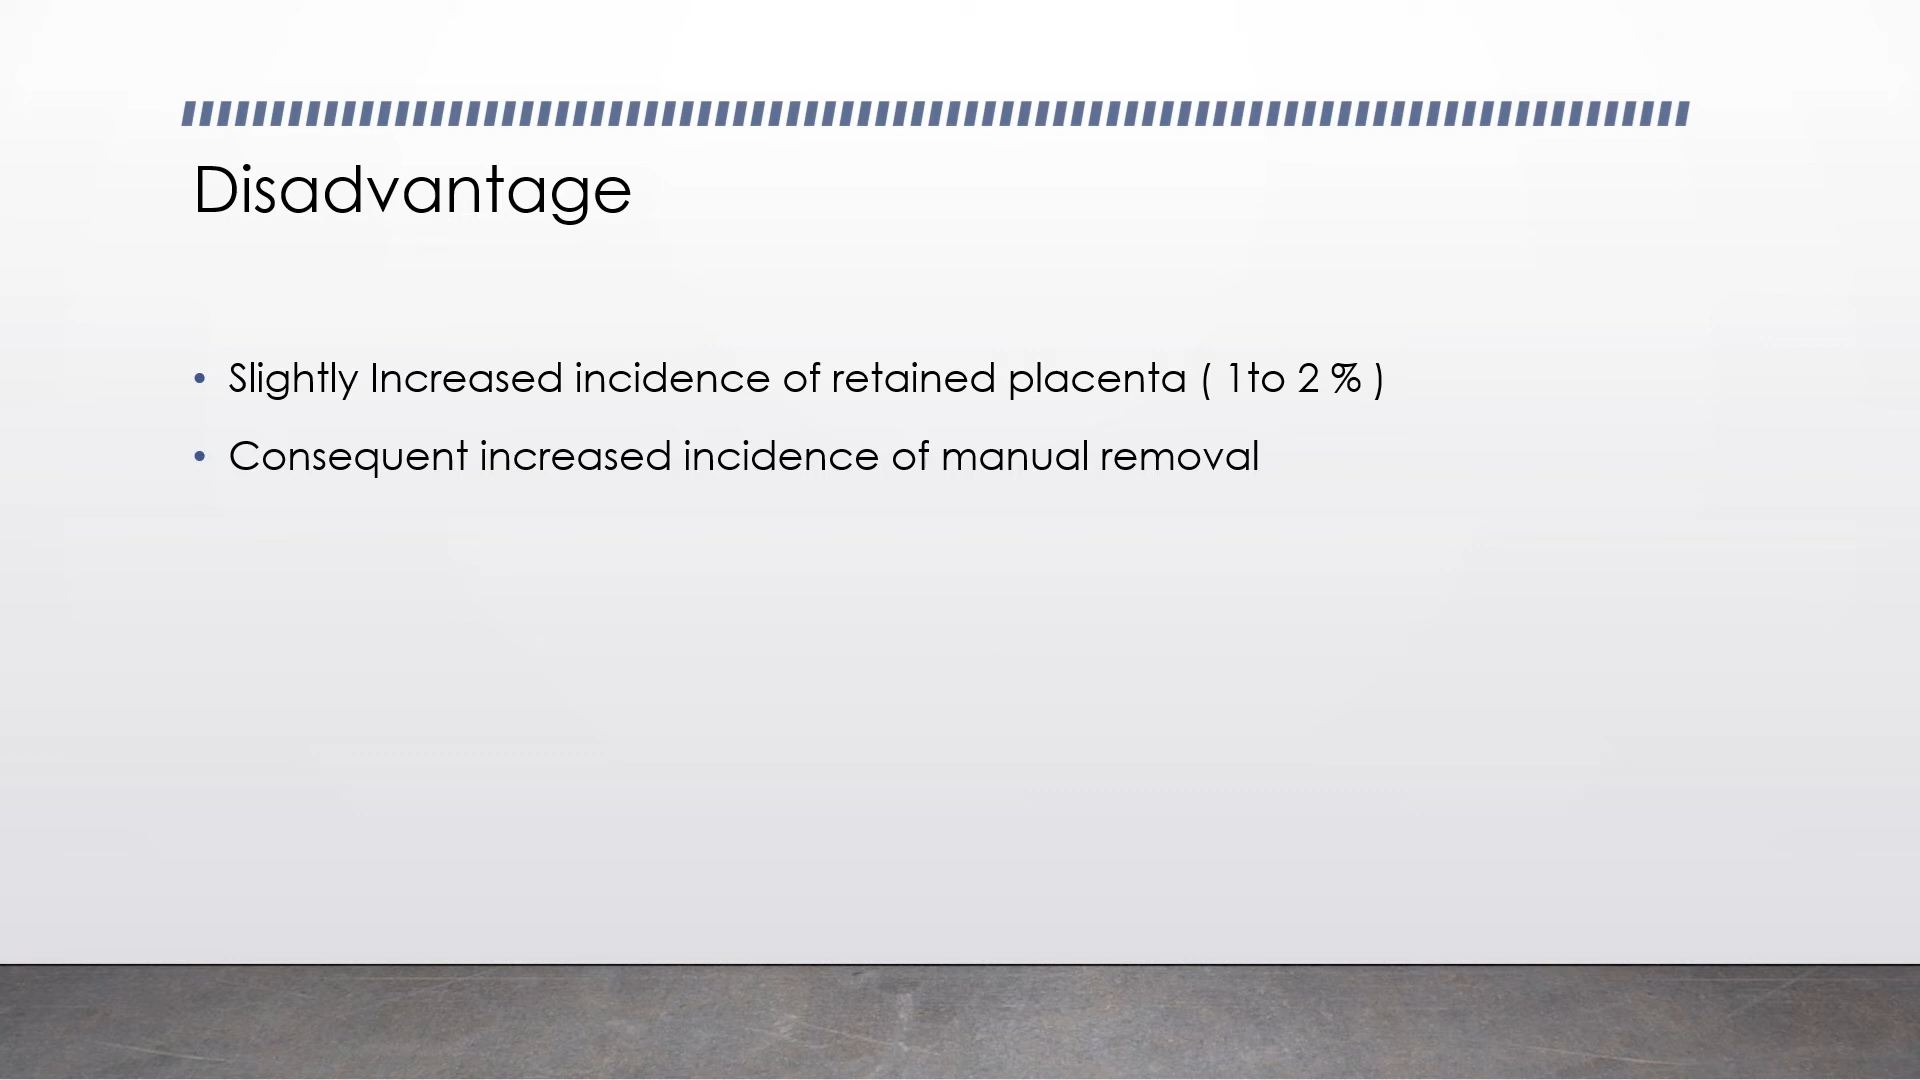 Disadvantage
• Slightly Increased incidence of retained placenta ( 1to 2 % )
• Consequent increased incidence of manual removal